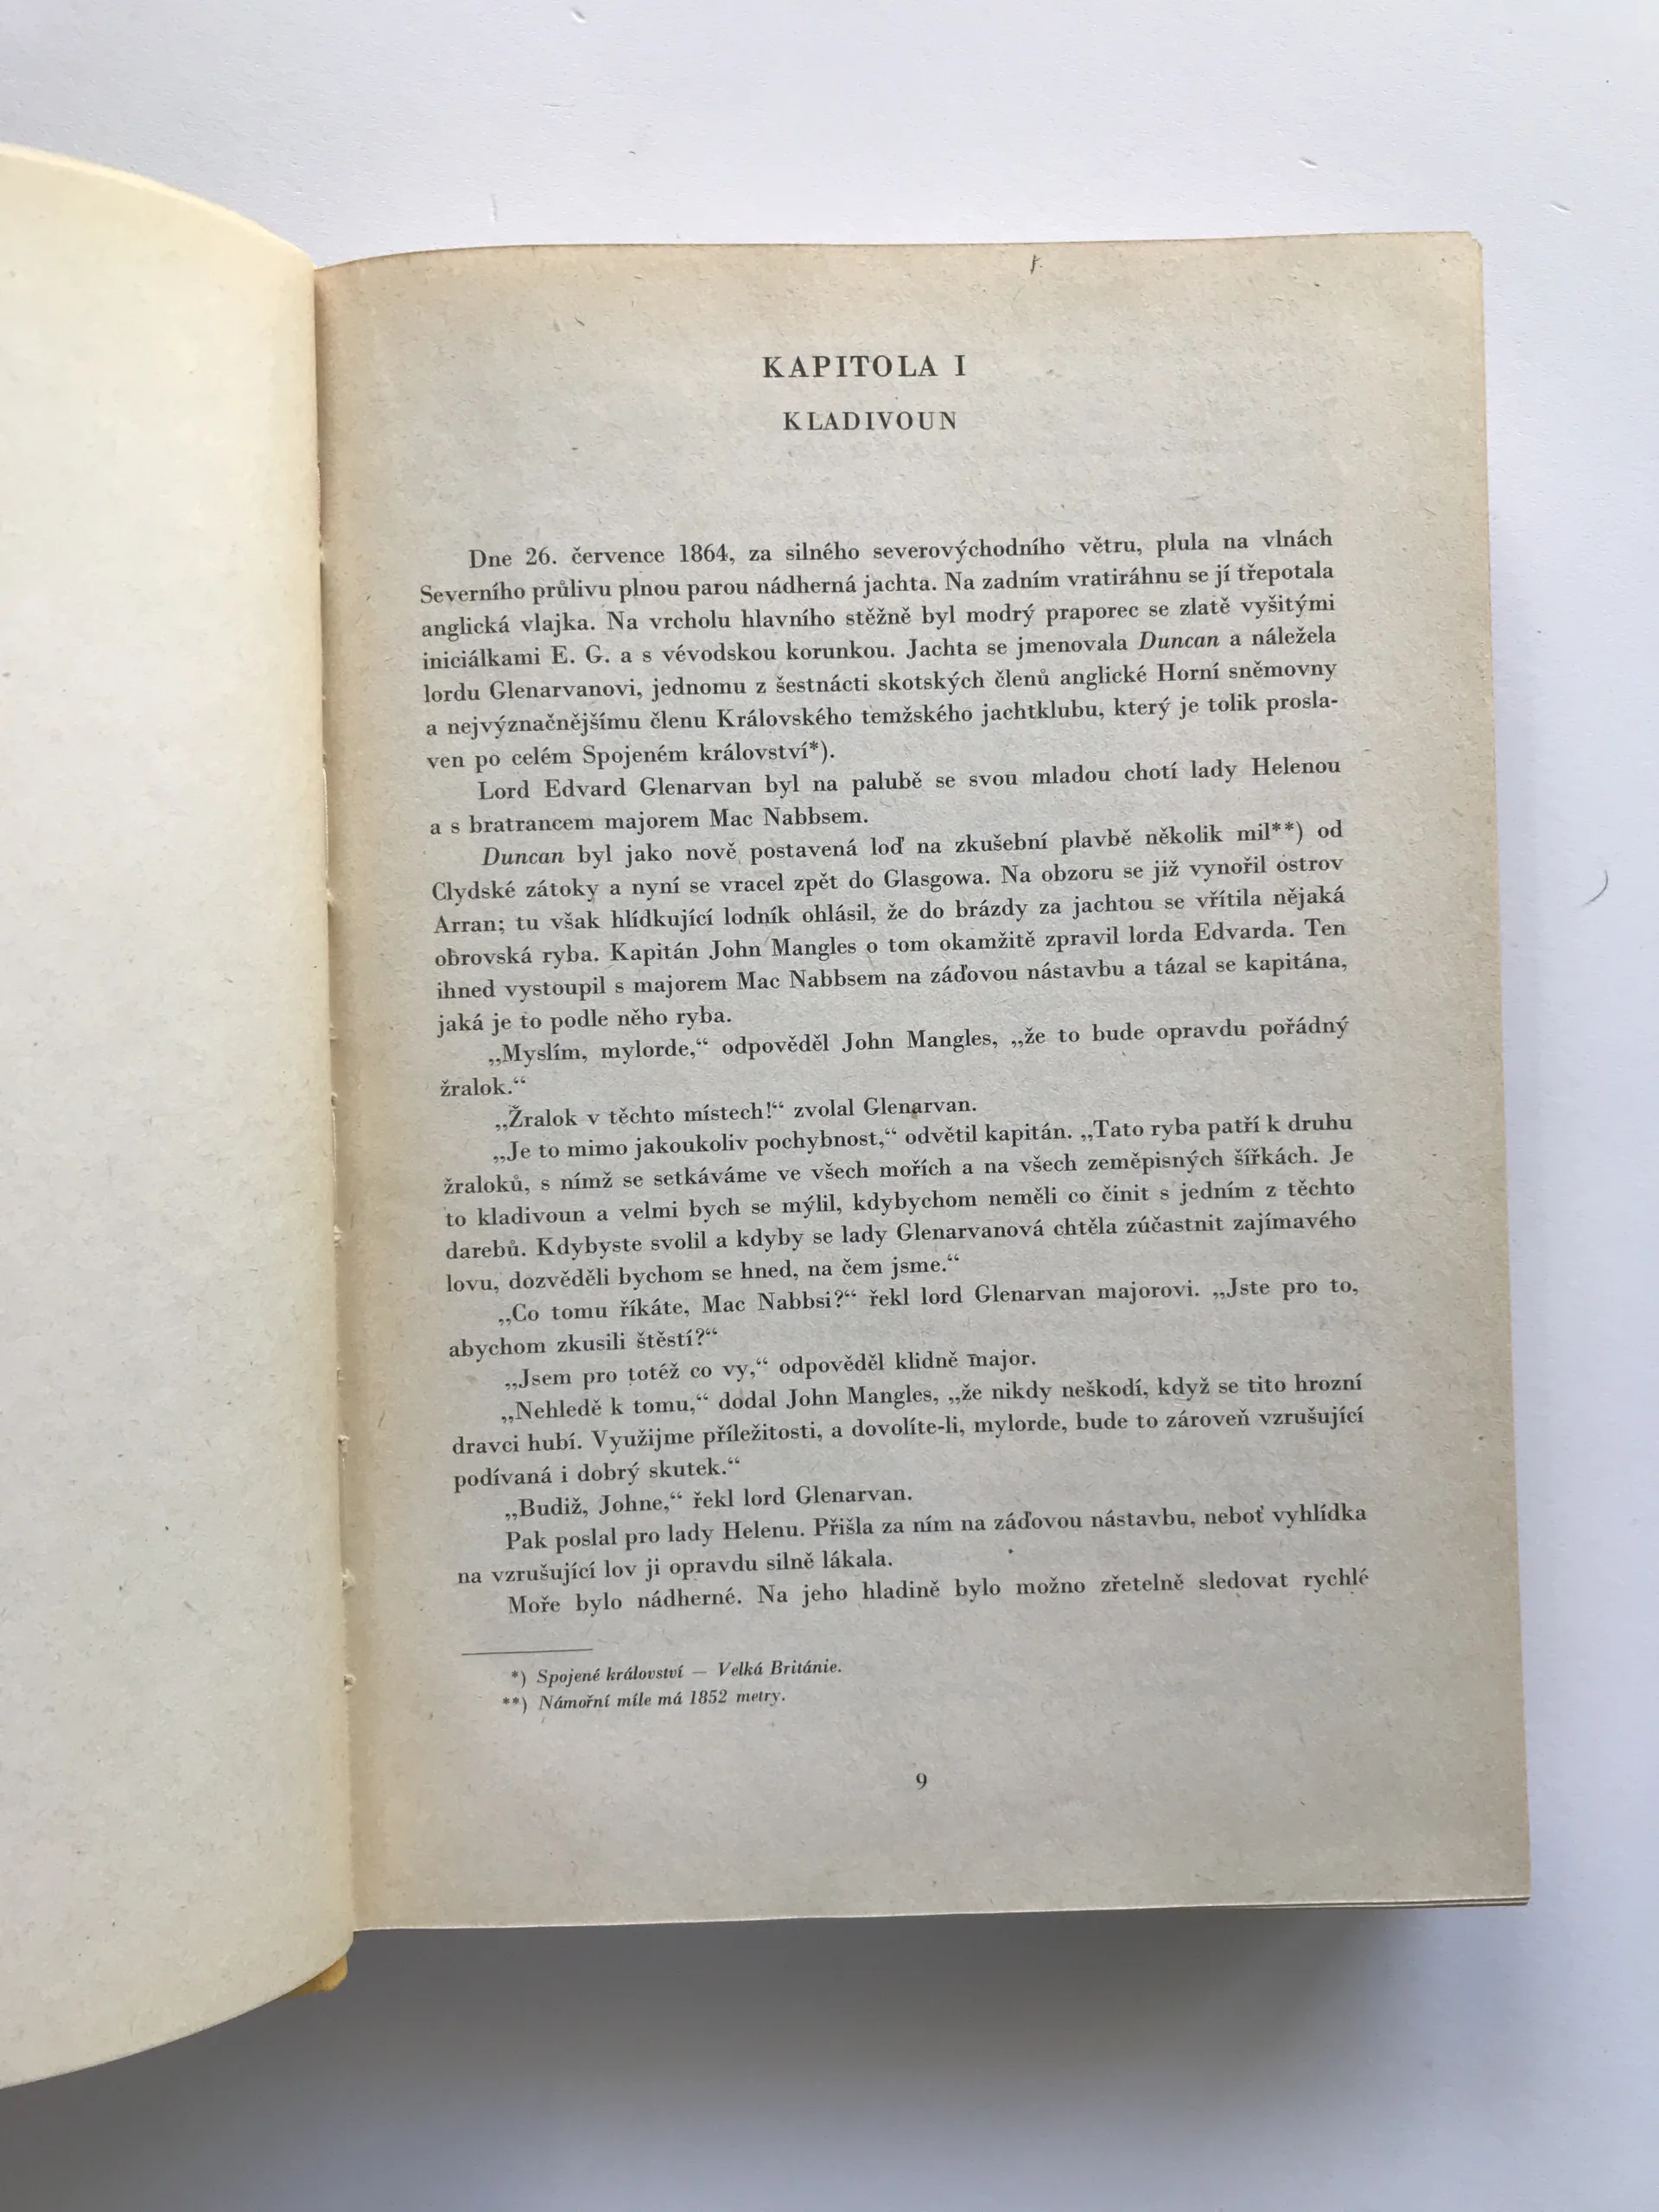 KAPITOLA I
KLADIVOUN
Dne 26. července 1864, za silného severovýchodního větru, plula na vlnách
Severního průlivu plnou parou nádherná jachta. Na zadním vratiráhnu se jí třepotala
anglická vlajka. Na vrcholu hlavního stěžně byl modrý praporec se zlatě vyšitými
iniciálkami E. G. a s vévodskou korunkou. Jachta se jmenovala Duncan a náležela
lordu Glenarvanovi, jednomu z šestnácti skotských členů anglické Horní sněmovny
a nejvýznačnějšímu členu Královského temžského jachtklubu, který je tolik prosla-
ven po celém Spojeném království*).
Lord Edvard Glenarvan byl na palubě se svou mladou chotí lady Helenou
a s bratrancem majorem Mac Nabbsem.
Duncan byl jako nově postavená loď na zkušební plavbě několik mil**) od
Clydské zátoky a nyní se vracel zpět do Glasgowa. Na obzoru se již vynořil ostrov
Arran; tu však hlídkující lodník ohlásil, že do brázdy za jachtou se vřítila nějaká
obrovská ryba. Kapitán John Mangles o tom okamžitě zpravil lorda Edvarda. Ten
ihned vystoupil s majorem Mac Nabbsem na záďovou nástavbu a tázal se kapitána,
jaká je to podle něho ryba.
„Myslím, mylorde,“ odpověděl John Mangles, „že to bude opravdu pořádný
žralok.“
„Žralok v těchto místech!“ zvolal Glenarvan.
„Je to mimo jakoukoliv pochybnost,“ odvětil kapitán. „Tato ryba patří k druhu
žraloků, s nímž se setkáváme ve všech mořích a na všech zeměpisných šířkách. Je
to kladivoun a velmi bych se mýlil, kdybychom neměli co činit s jedním z těchto
darebů. Kdybyste svolil a kdyby se lady Glenarvanová chtěla zúčastnit zajímavého
lovu, dozvěděli bychom se hned, na čem jsme.“
„Co tomu říkáte, Mac Nabbsi?“ řekl lord Glenarvan majorovi. „Jste pro to,
abychom zkusili štěstí?“
„Jsem pro totéž co vy,“ odpověděl klidně major.
„Nehledě k tomu,“ dodal John Mangles, „že nikdy neškodí, když se tito hrozní
dravci hubí. Využijme příležitosti, a dovolíte-li, mylorde, bude to zároveň vzrušující
podívaná i dobrý skutek.“
„Budiž, Johne,“ řekl lord Glenarvan.
Pak poslal pro lady Helenu. Přišla za ním na záďovou nástavbu, neboť vyhlídka
na vzrušující lov ji opravdu silně lákala.
Moře bylo nádherné. Na jeho hladině bylo možno zřetelně sledovat rychlé
*) Spojené království — Velká Británie.
**) Námořní míle má 1852 metry.
9